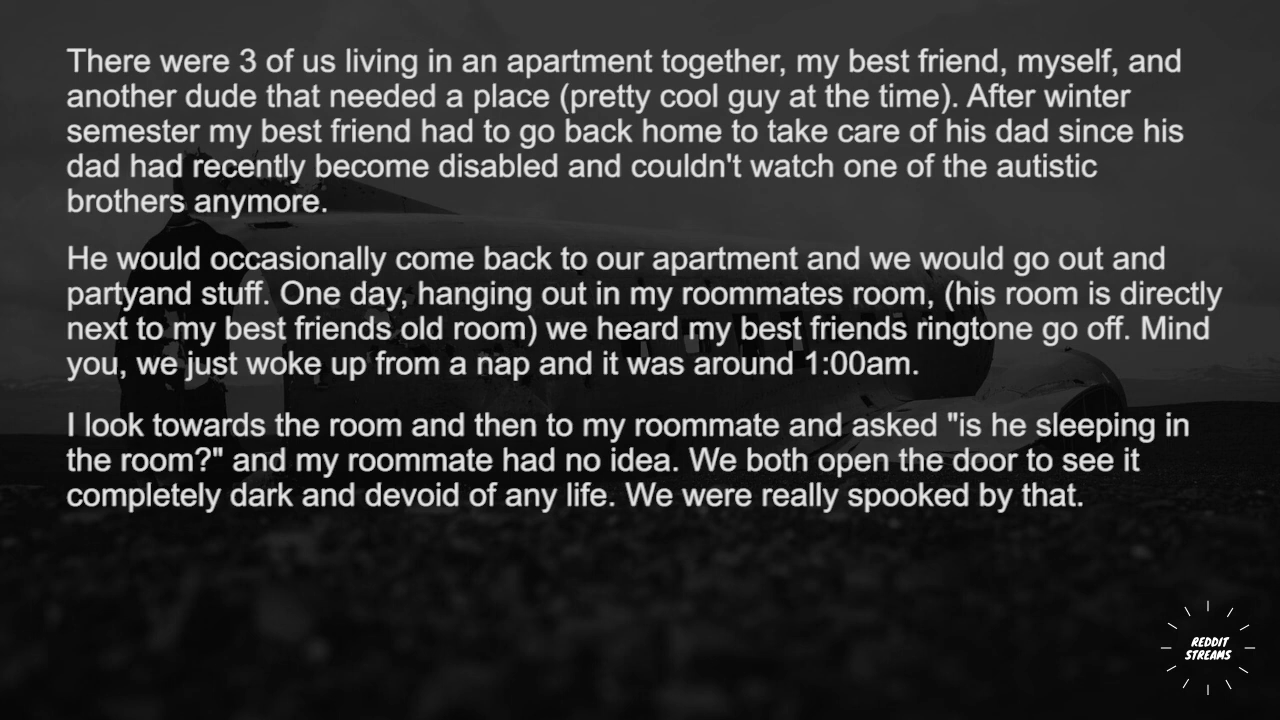 There were 3 of us living in an apartment together, my best friend, myself, and
another dude that needed a place (pretty cool guy at the time). After winter
semester my best friend had to go back home to take care of his dad since his
dad had recently become disabled and couldn't watch one of the autistic
brothers anymore.
He would occasionally come back to our apartment and we would go out and
partyand stuff. One day, hanging out in my roommates room, (his room is directly
next to my best friends old room) we heard my best friends ringtone go off. Mind
you, we just woke up from a nap and it was around 1:00am.
I look towards the room and then to my roommate and asked "is he sleeping in
the room?" and my roommate had no idea. We both open the door to see it
completely dark and devoid of any life. We were really spooked by that.
REDDIT
STREAMS